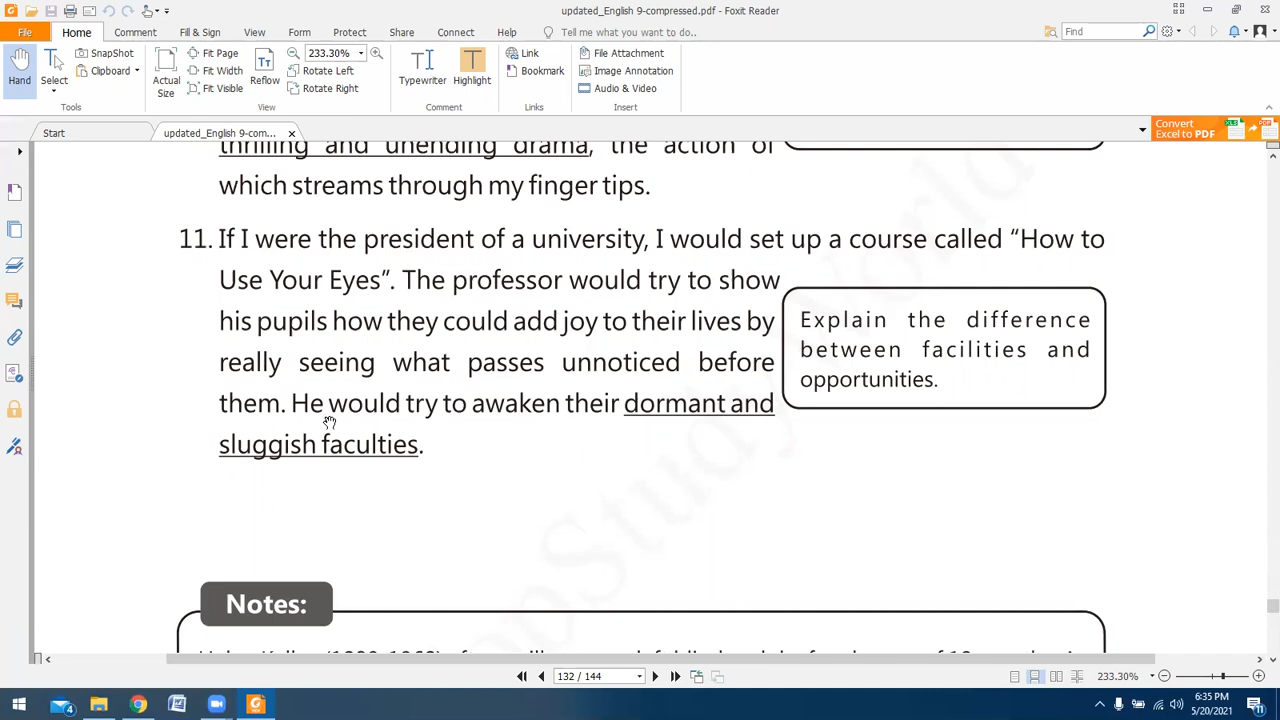 updated_English 9-compressed.pdf - Foxit Reader
File Home Comment View Form Protect Share Connect Help Tell me what you want to do.. Find
Fill & Sign
Hand
Select
SnapShot
Clipboard
Actual Size
Fit Page
Fit Width
Fit Visible
Reflow
233.30%
Rotate Left
Rotate Right
Typewriter
Highlight
Link
Bookmark
File Attachment
Image Annotation
Audio & Video
Tools View Comment Links Insert
Start updated_English 9-com...
Convert
Excel to PDF
thrilling and unending drama, the action of
which streams through my finger tips.
11. If I were the president of a university, I would set up a course called “How to
Use Your Eyes”. The professor would try to show
his pupils how they could add joy to their lives by
really seeing what passes unnoticed before
them. He would try to awaken their dormant and
sluggish faculties.
Explain the difference
between facilities and
opportunities.
Notes:
132 / 144
233.30%
6:35 PM
5/20/2021